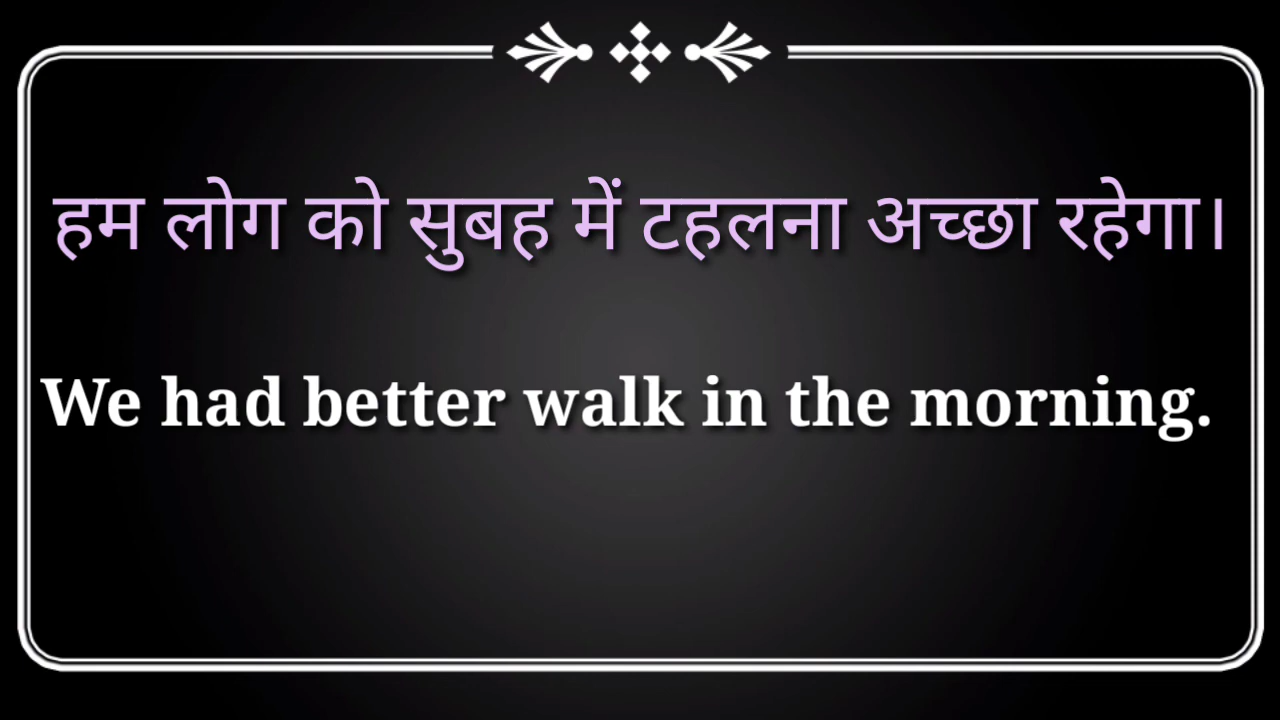 हम लोग को सुबह में टहलना अच्छा रहेगा।
We had better walk in the morning.